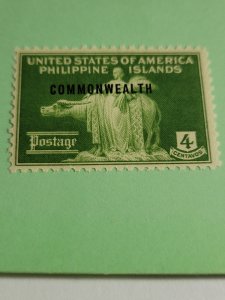 UNITED STATES OF AMERICA
PHILIPPINE ISLANDS
COMMONWEALTH
Postage
4
CENTAVOS